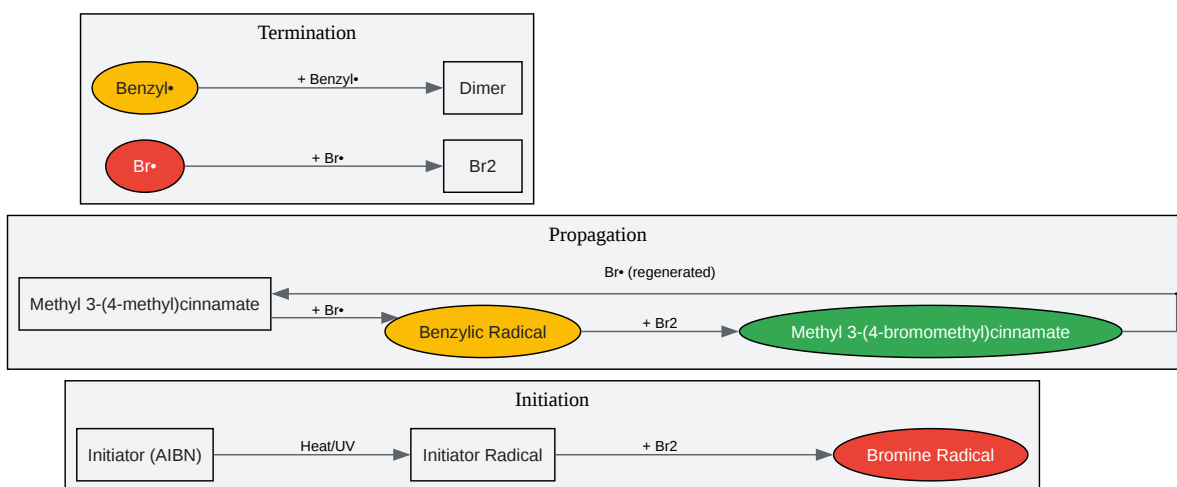 Termination
Benzyl•
+ Benzyl•
Dimer
Br•
+ Br•
Br2
Propagation
Br• (regenerated)
Methyl 3-(4-methyl)cinnamate
+ Br•
Benzylic Radical
+ Br2
Methyl 3-(4-bromomethyl)cinnamate
Initiation
Initiator (AIBN)
Heat/UV
Initiator Radical
+ Br2
Bromine Radical